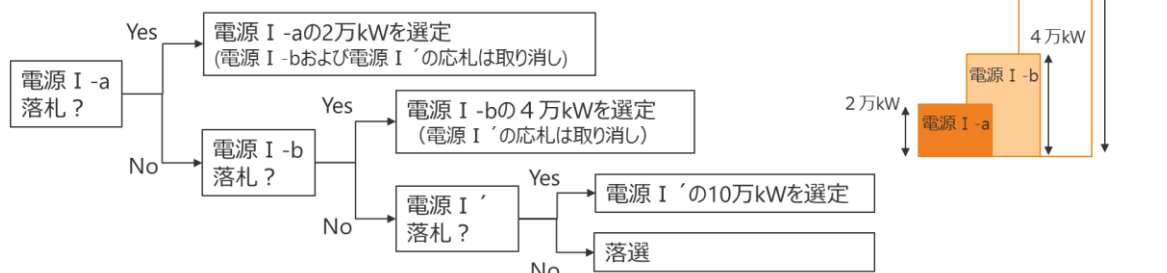 Yes
電源Ⅰ-aの2万kWを選定
(電源Ⅰ-bおよび電源Ⅰ´の応札は取り消し)
電源Ⅰ-a
落札？
No
Yes
電源Ⅰ-bの４万kWを選定
（電源Ⅰ´の応札は取り消し）
電源Ⅰ-b
落札？
No
Yes
電源Ⅰ´の10万kWを選定
電源Ⅰ´
落札？
No
落選
４万kW
電源Ⅰ-b
２万kW
電源Ⅰ-a